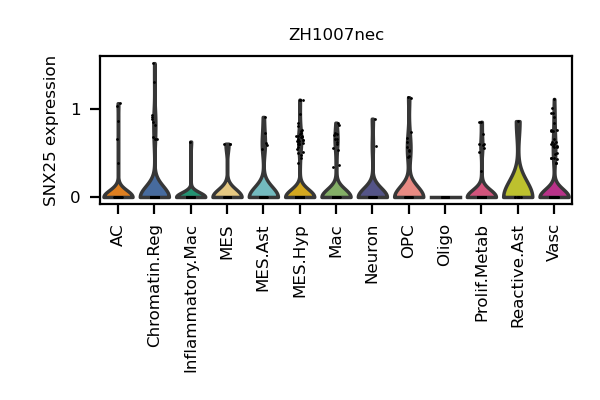 ZH1007nec
SNX25 expression
1
0
AC
Chromatin.Reg
Inflammatory.Mac
MES
MES.Ast
MES.Hyp
Mac
Neuron
OPC
Oligo
Prolif.Metab
Reactive.Ast
Vasc